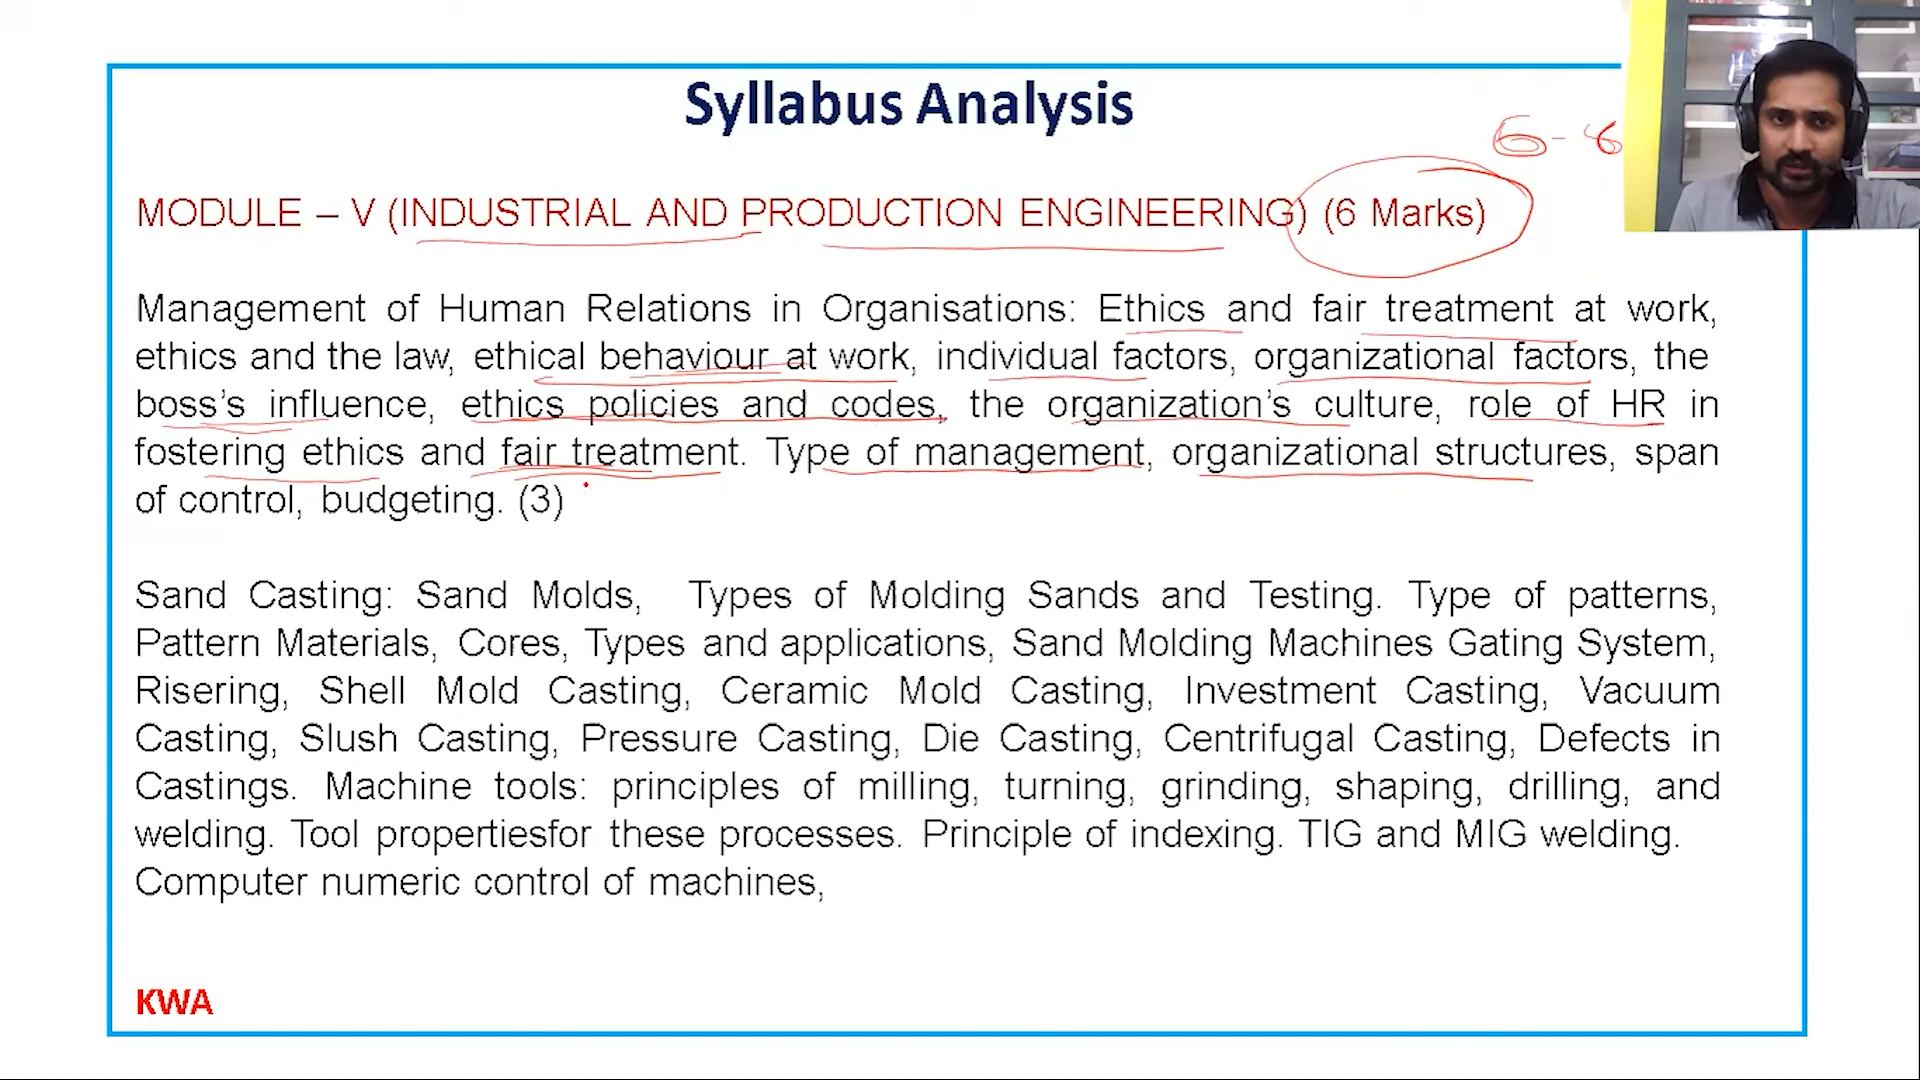 Syllabus Analysis
6 - 6
MODULE – V (INDUSTRIAL AND PRODUCTION ENGINEERING) (6 Marks)
Management of Human Relations in Organisations: Ethics and fair treatment at work,
ethics and the law, ethical behaviour at work, individual factors, organizational factors, the
boss’s influence, ethics policies and codes, the organization’s culture, role of HR in
fostering ethics and fair treatment. Type of management, organizational structures, span
of control, budgeting. (3)
Sand Casting: Sand Molds, Types of Molding Sands and Testing. Type of patterns,
Pattern Materials, Cores, Types and applications, Sand Molding Machines Gating System,
Risering, Shell Mold Casting, Ceramic Mold Casting, Investment Casting, Vacuum
Casting, Slush Casting, Pressure Casting, Die Casting, Centrifugal Casting, Defects in
Castings. Machine tools: principles of milling, turning, grinding, shaping, drilling, and
welding. Tool propertiesfor these processes. Principle of indexing. TIG and MIG welding.
Computer numeric control of machines,
KWA